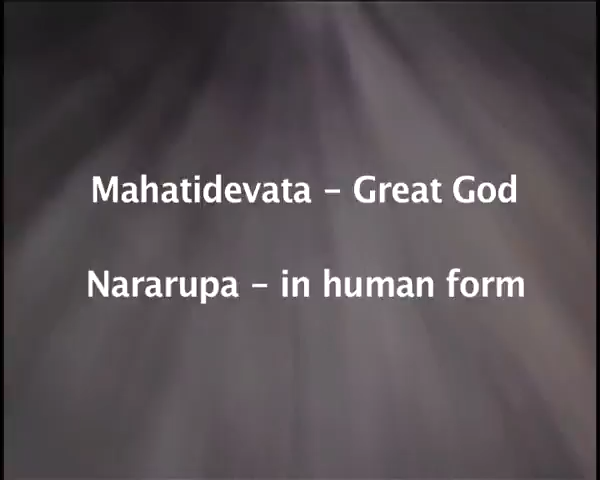 Mahatidevata – Great God
Nararupa – in human form